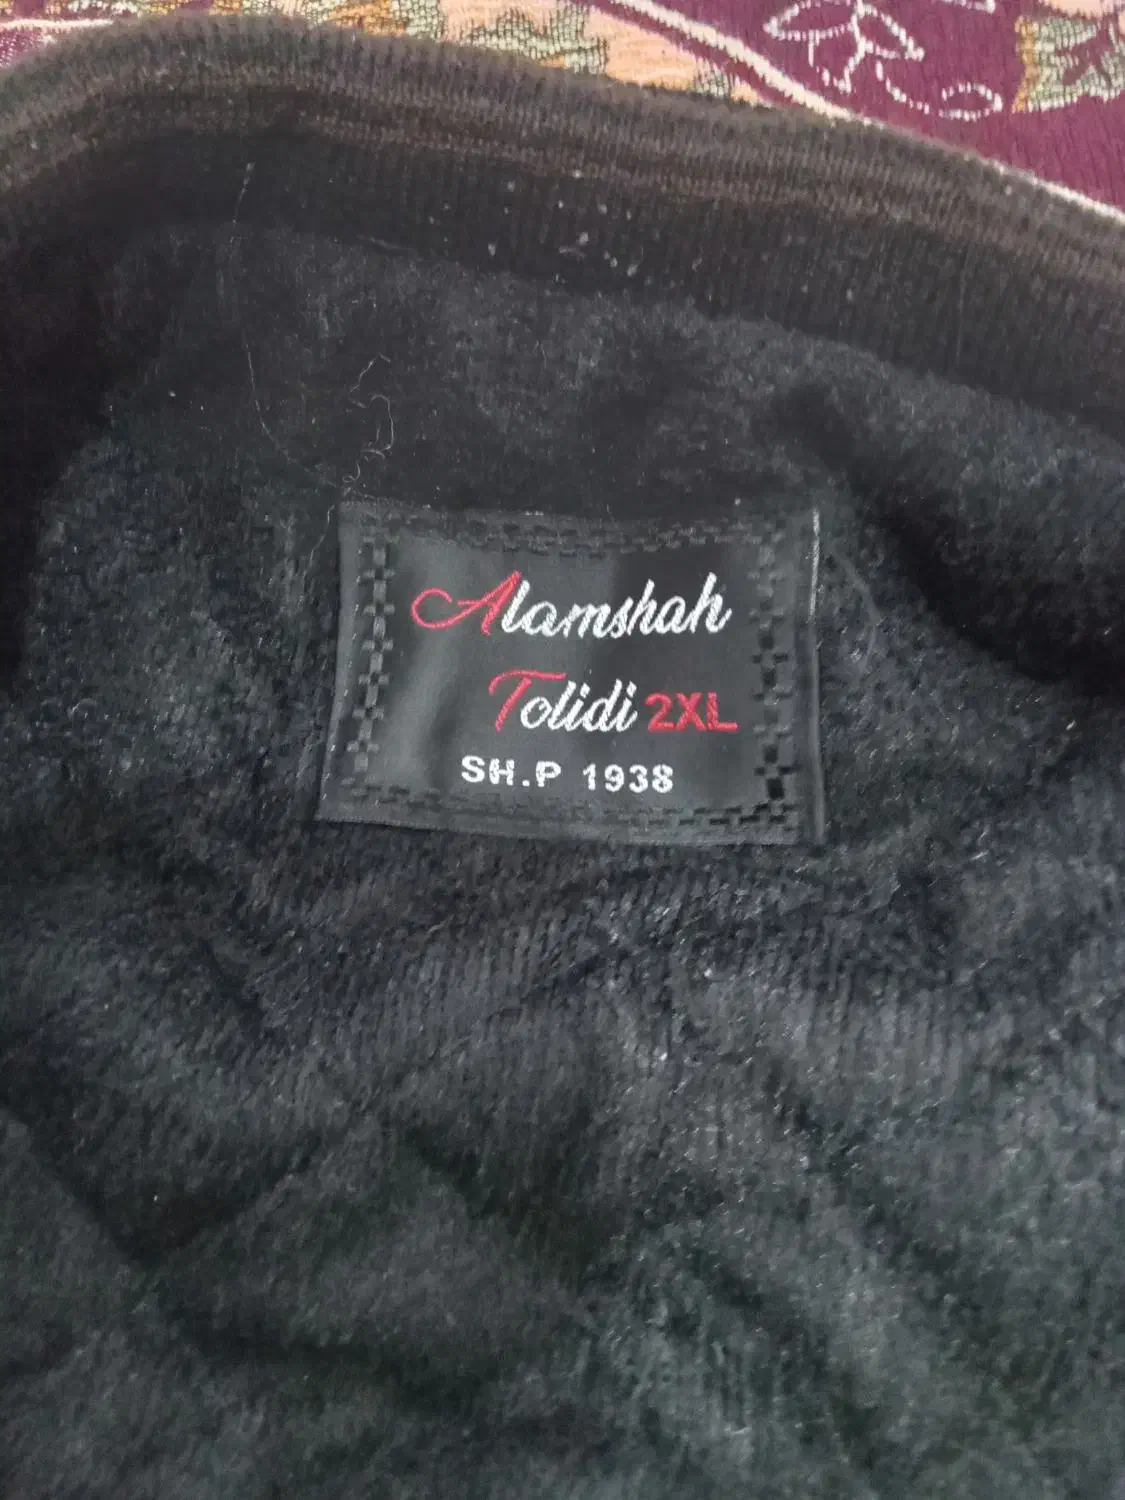 Alamshah
Tolidi 2XL
SH.P 1938